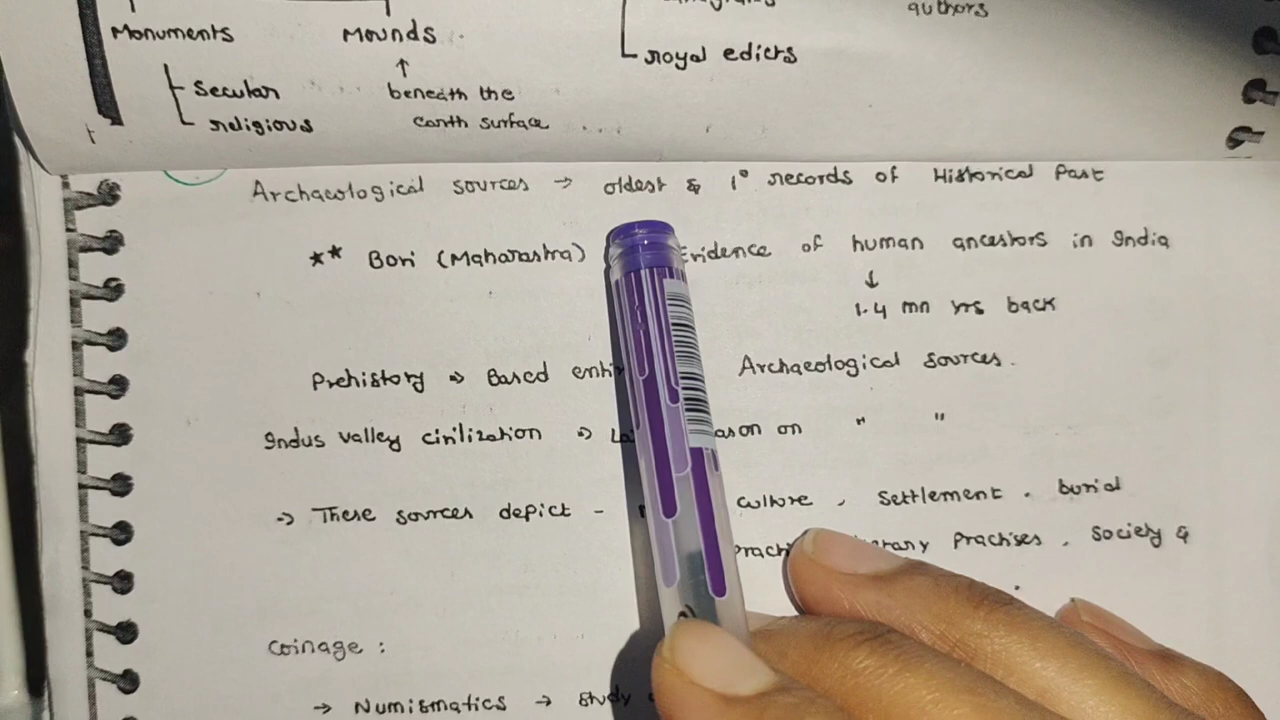 authors
Monuments Mounds.
royal edicts
Secular beneath the
religious earth surface
Archaeological sources → oldest & 1° records of Historical Past
** Bori (Maharastra) Evidence of human ancestors in India
↓
1.4 mn yrs back
Prehistory ⇒ Based Archaeological sources.
Indus valley civilization ⇒ on " "
⇒ These sources depict - culture, settlement, burial
Practises, society &
coinage :
→ Numismatics → study